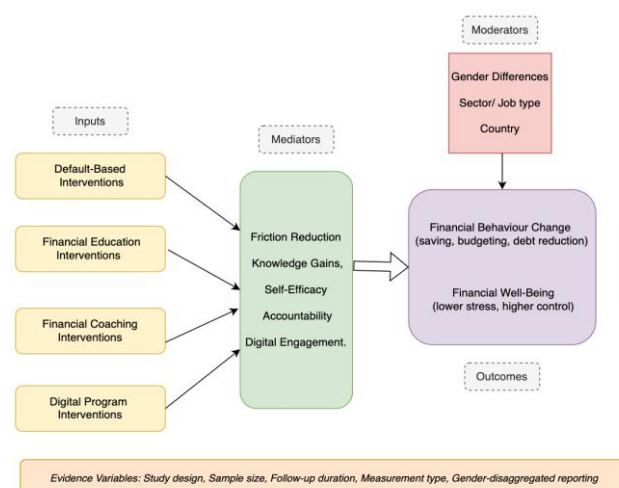 Moderators
Gender Differences
Sector/ Job type
Country
Inputs
Default-Based
Interventions
Financial Education
Interventions
Financial Coaching
Interventions
Digital Program
Interventions
Mediators
Friction Reduction
Knowledge Gains,
Self-Efficacy
Accountability
Digital Engagement.
Financial Behaviour Change
(saving, budgeting, debt reduction)
Financial Well-Being
(lower stress, higher control)
Outcomes
Evidence Variables: Study design, Sample size, Follow-up duration, Measurement type, Gender-disaggregated reporting